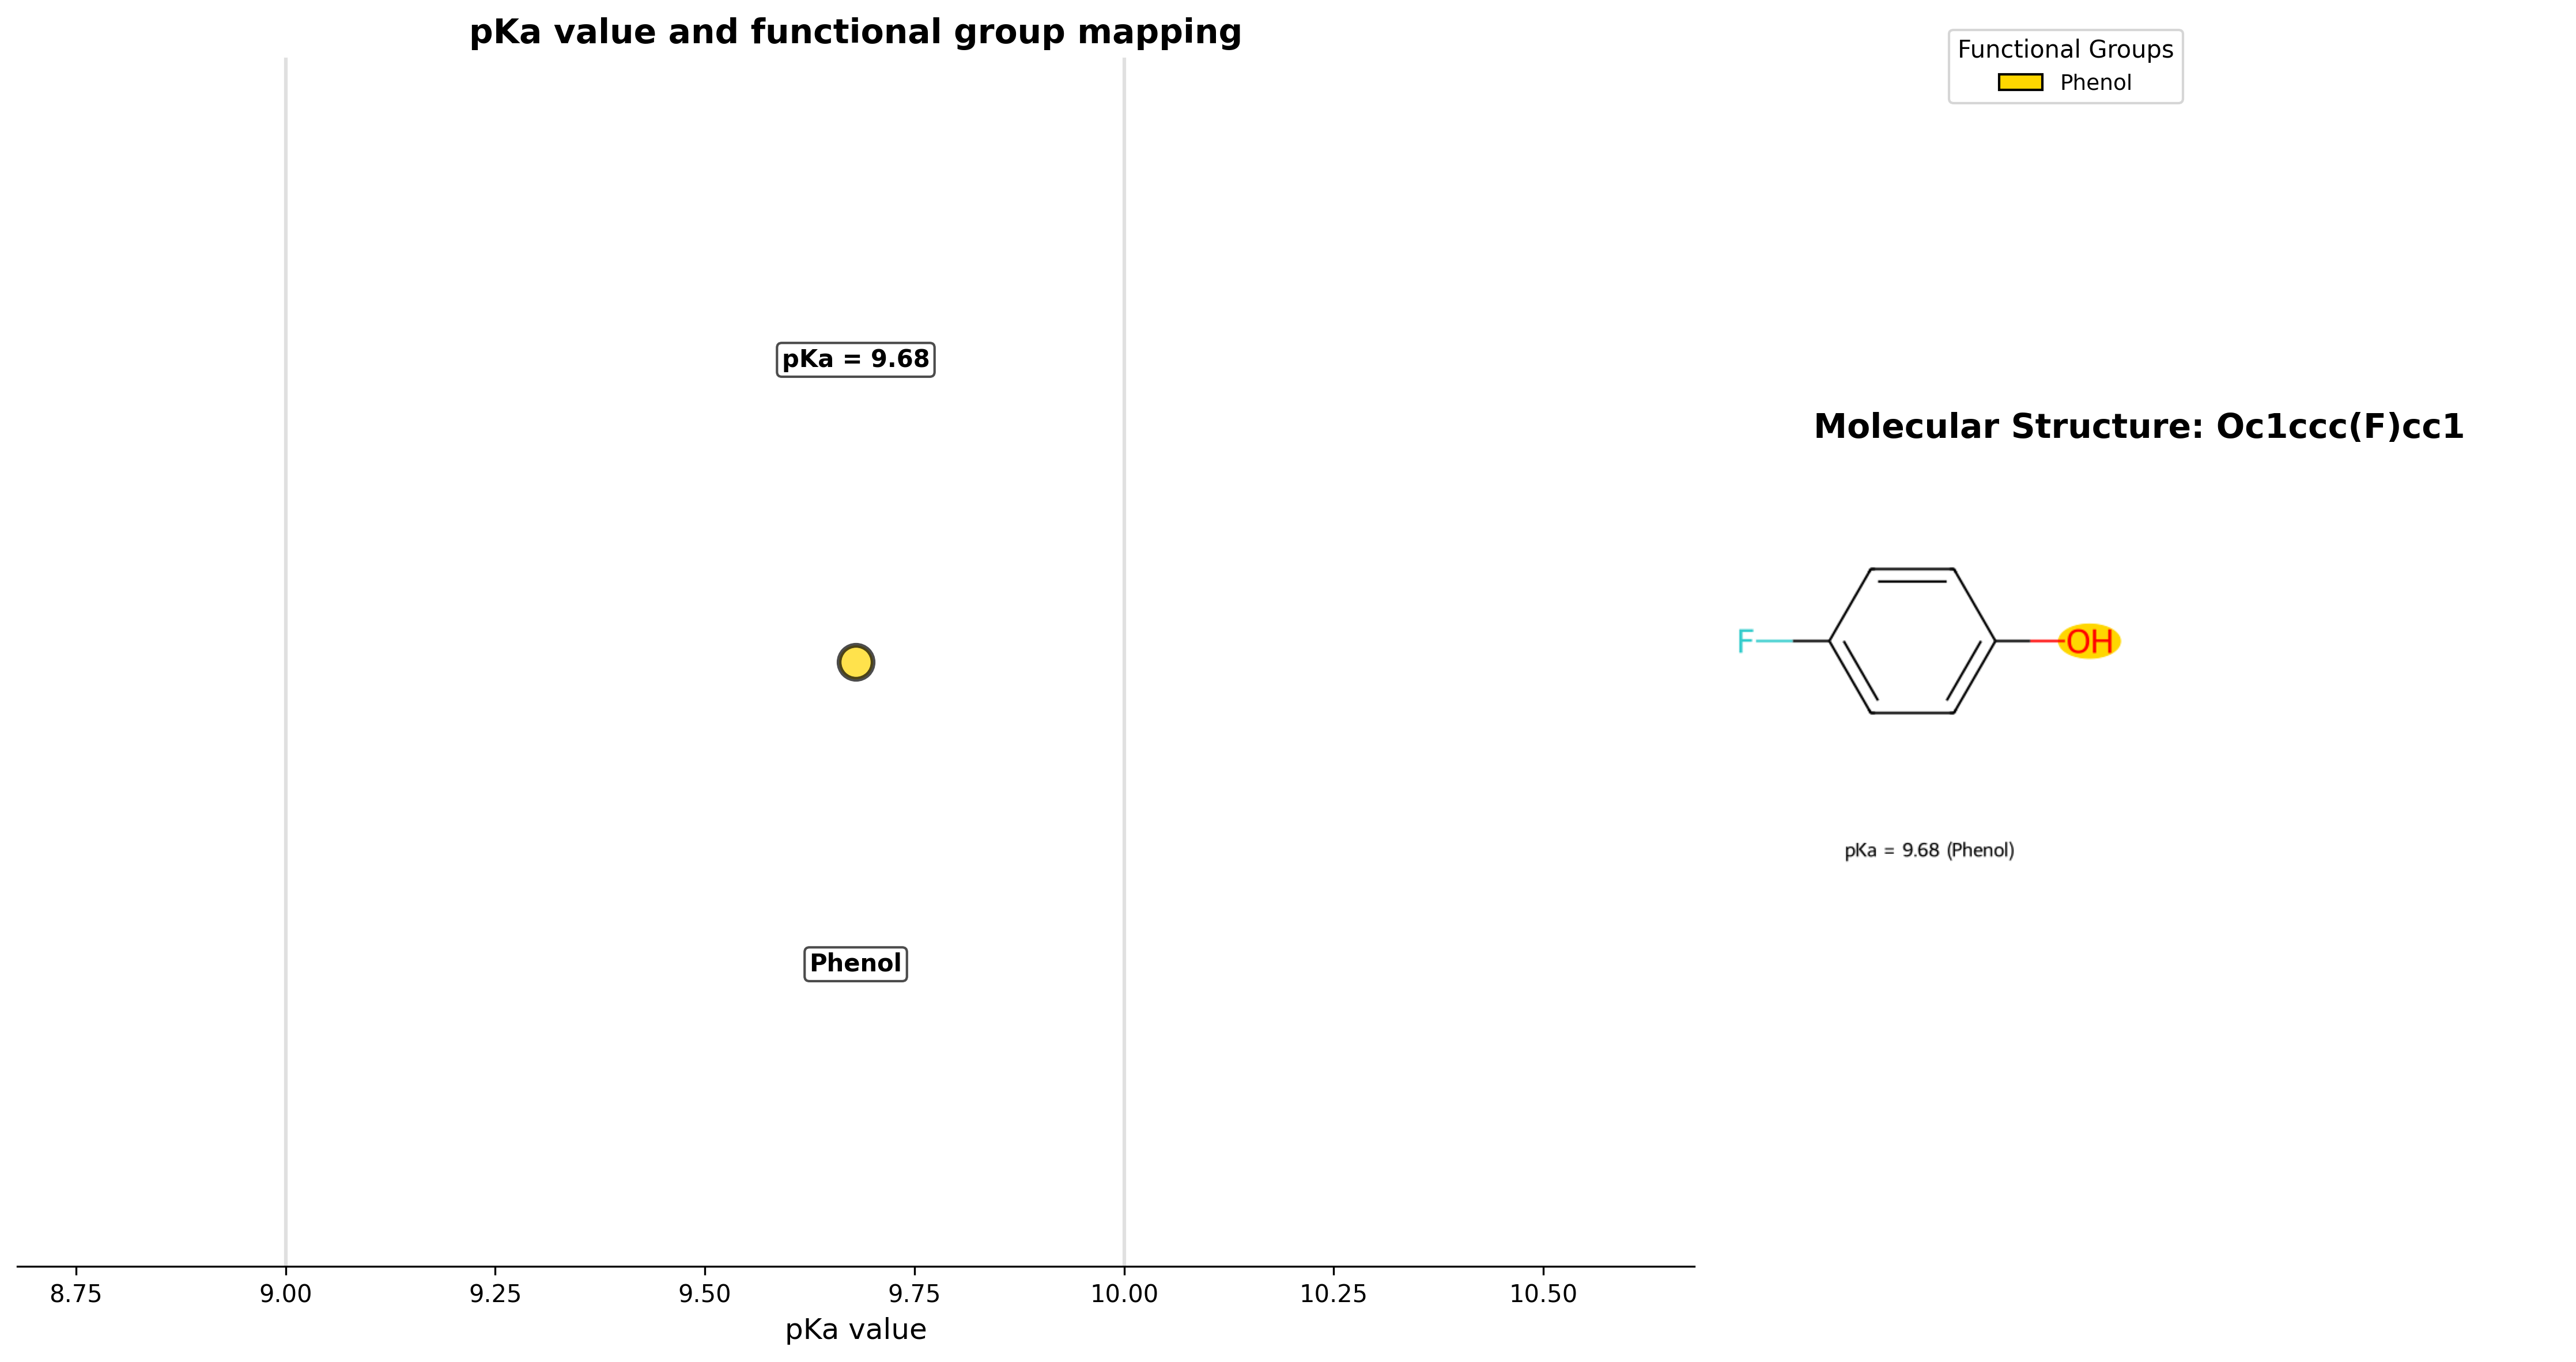 pKa value and functional group mapping
Functional Groups
Phenol
pKa = 9.68
Phenol
8.75 9.00 9.25 9.50 9.75 10.00 10.25 10.50
pKa value
Molecular Structure: Oc1ccc(F)cc1
F OH
pKa = 9.68 (Phenol)